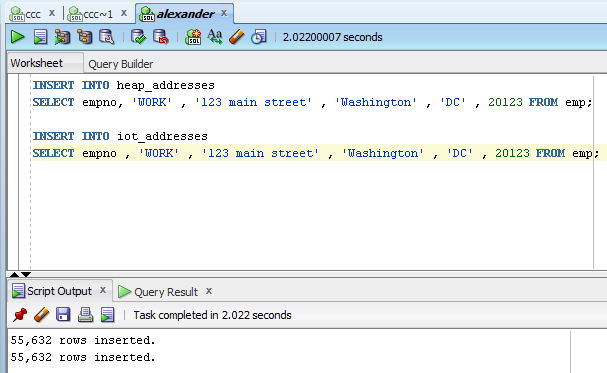 ccc
ccc~1
alexander
2.02200007 seconds
Worksheet
Query Builder
INSERT INTO heap_addresses
SELECT empno, 'WORK' , '123 main street' , 'Washington' , 'DC' , 20123 FROM emp;
INSERT INTO iot_addresses
SELECT empno , 'WORK' , '123 main street' , 'Washington' , 'DC' , 20123 FROM emp;
Script Output
Query Result
Task completed in 2.022 seconds
55,632 rows inserted.
55,632 rows inserted.